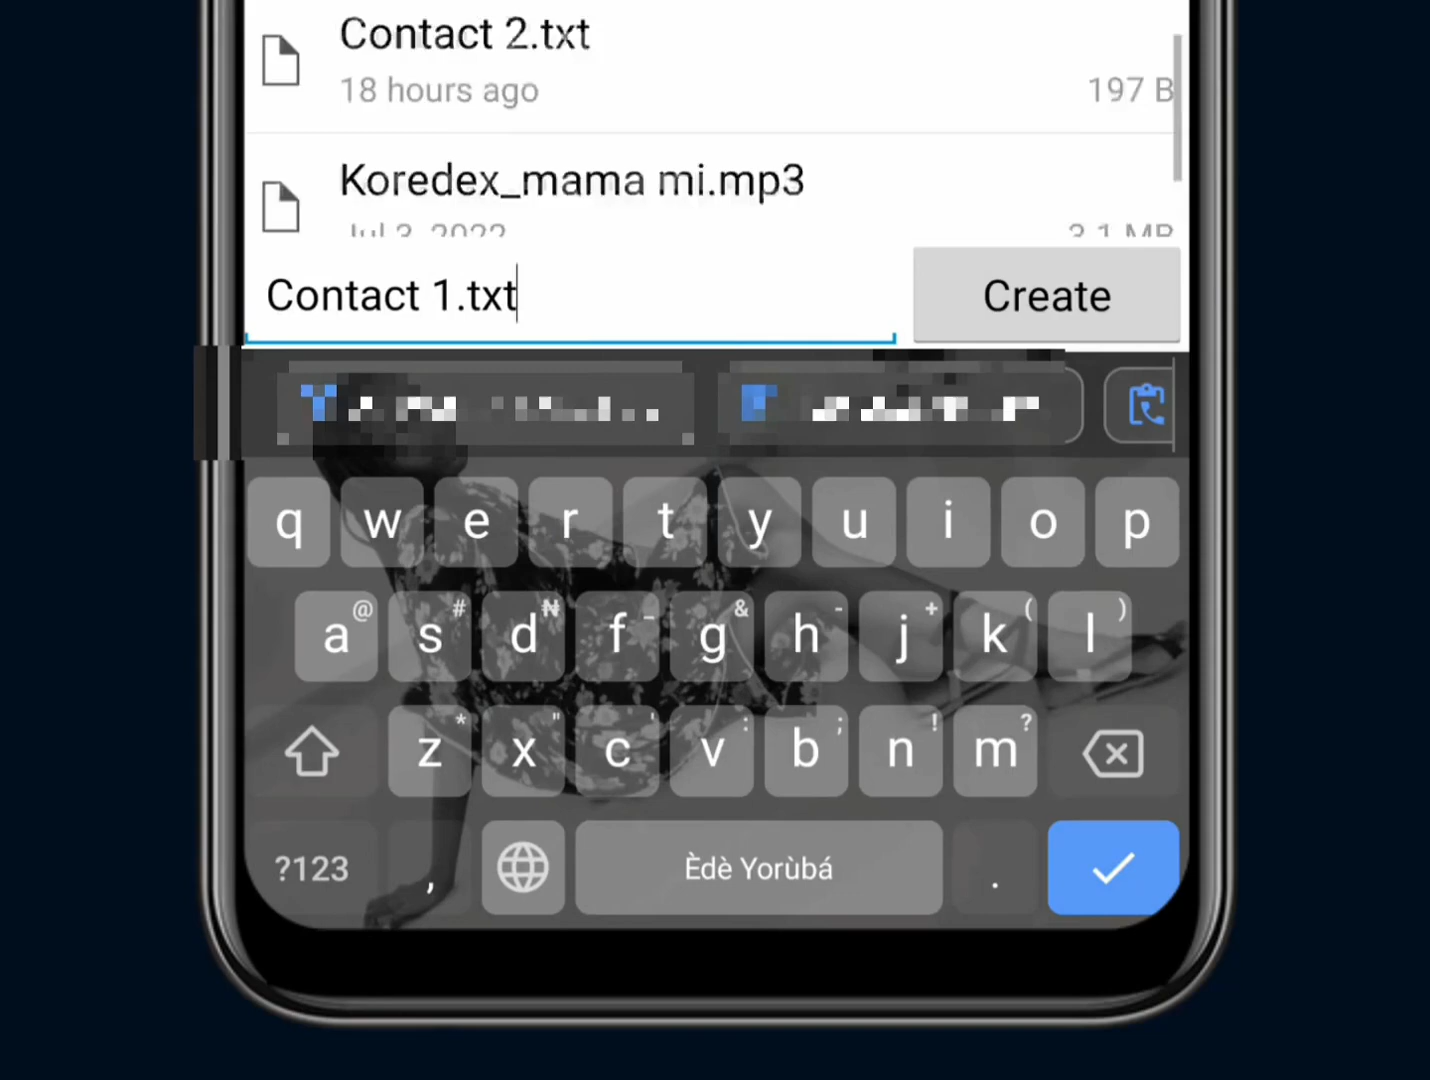 Contact 2.txt
18 hours ago
197 B
Koredex_mama mi.mp3
Jul 3, 2022
3.1 MB
Contact 1.txt
Create
q w e r t y u i o p
@ # ₦ _ & - + ( )
a s d f g h j k l
* " ' : ; ! ?
z x c v b n m
?123 , Èdè Yorùbá .